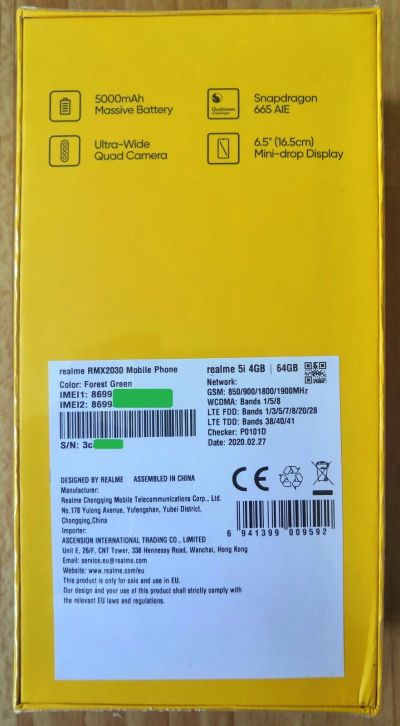 5000mAh
Massive Battery
Qualcomm
snapdragon
Snapdragon
665 AIE
Ultra-Wide
Quad Camera
6.5" (16.5cm)
Mini-drop Display
realme RMX2030 Mobile Phone
Color: Forest Green
IMEI1: 8699
IMEI2: 8699
S/N: 3c
realme 5i 4GB | 64GB
Network:
GSM: 850/900/1800/1900MHz
WCDMA: Bands 1/5/8
LTE FDD: Bands 1/3/5/7/8/20/28
LTE TDD: Bands 38/40/41
Checker: P0101D
Date: 2020.02.27
DESIGNED BY REALME ASSEMBLED IN CHINA
Manufacturer:
Realme Chongqing Mobile Telecommunications Corp., Ltd.
No.178 Yulong Avenue, Yufengshan, Yubei District,
Chongqing,China
Importer:
ASCENSION INTERNATIONAL TRADING CO., LIMITED
Unit E, 26/F, CNT Tower, 338 Hennessy Road, Wanchai, Hong Kong
Email: service.eu@realme.com
Website: www.realme.com/eu
This product is only for sale and use in EU.
Our design and your use of this product shall strictly comply with
the relevant EU laws and regulations.
CE
6 941399 009592